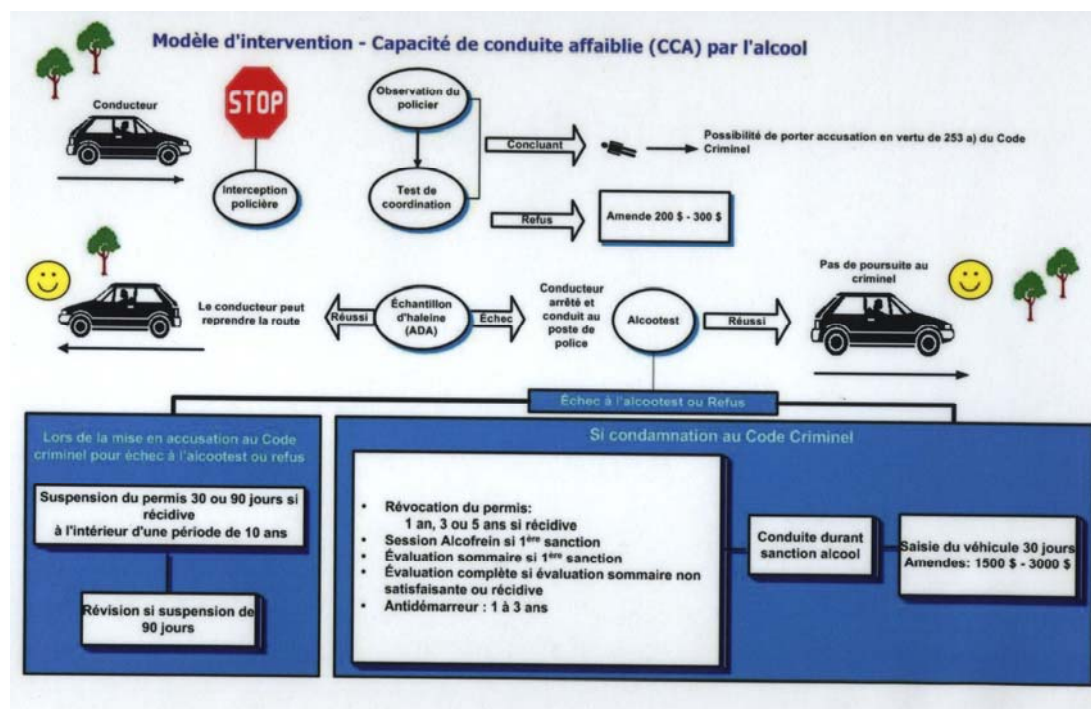 Modèle d'intervention - Capacité de conduite affaiblie (CCA) par l'alcool
Conducteur
STOP
Interception
policière
Observation du
policier
Test de
coordination
Concluant
Possibilité de porter accusation en vertu de 253 a) du Code
Criminel
Refus
Amende 200 $ - 300 $
Le conducteur peut
reprendre la route
Réussi
Échantillon
d'haleine
(ADA)
Échec
Conducteur
arrêté et
conduit au
poste de
police
Alcootest
Réussi
Pas de poursuite au
criminel
Échec à l'alcootest ou Refus
Lors de la mise en accusation au Code
criminel pour échec à l'alcootest ou refus
Suspension du permis 30 ou 90 jours si
récidive
à l'intérieur d'une période de 10 ans
Révision si suspension de
90 jours
Si condamnation au Code Criminel
• Révocation du permis:
1 an, 3 ou 5 ans si récidive
• Session Alcofrein si 1ère sanction
• Évaluation sommaire si 1ère sanction
• Évaluation complète si évaluation sommaire non
satisfaisante ou récidive
• Antidémarreur : 1 à 3 ans
Conduite durant
sanction alcool
Saisie du véhicule 30 jours
Amendes: 1500 $ - 3000 $